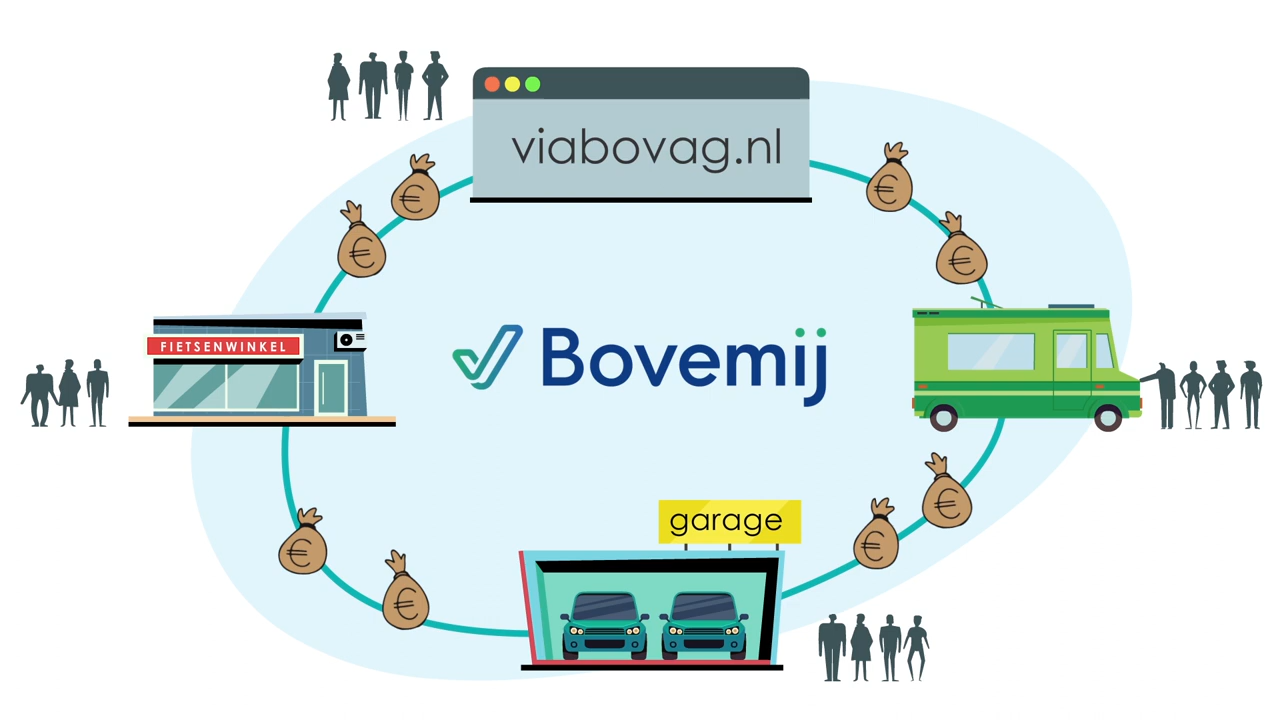 viabovag.nl
€
€
€
€
FIETSENWINKEL
Bovemij
€
€
garage
€
€